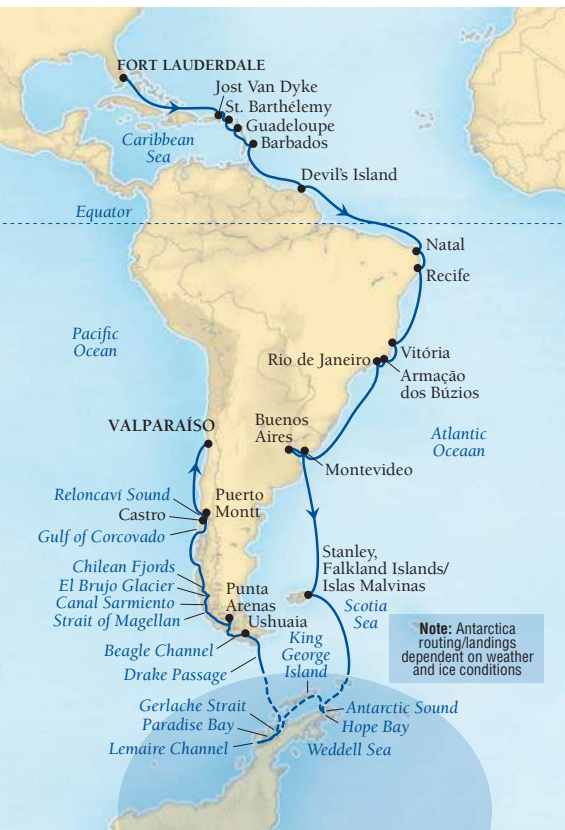 FORT LAUDERDALE
Jost Van Dyke
St. Barthélemy
Guadeloupe
Barbados
Caribbean
Sea
Devil's Island
Equator
Natal
Recife
Pacific
Ocean
Vitória
Rio de Janeiro
Armação
dos Búzios
VALPARAÍSO
Buenos
Aires
Atlantic
Oceaan
Montevideo
Reloncaví Sound
Puerto
Montt
Castro
Gulf of Corcovado
Stanley,
Falkland Islands/
Islas Malvinas
Chilean Fjords
El Brujo Glacier
Canal Sarmiento
Strait of Magellan
Punta
Arenas
Ushuaia
Scotia
Sea
Note: Antarctica
routing/landings
dependent on weather
and ice conditions
Beagle Channel
King
George
Island
Drake Passage
Gerlache Strait
Paradise Bay
Lemaire Channel
Antarctic Sound
Hope Bay
Weddell Sea